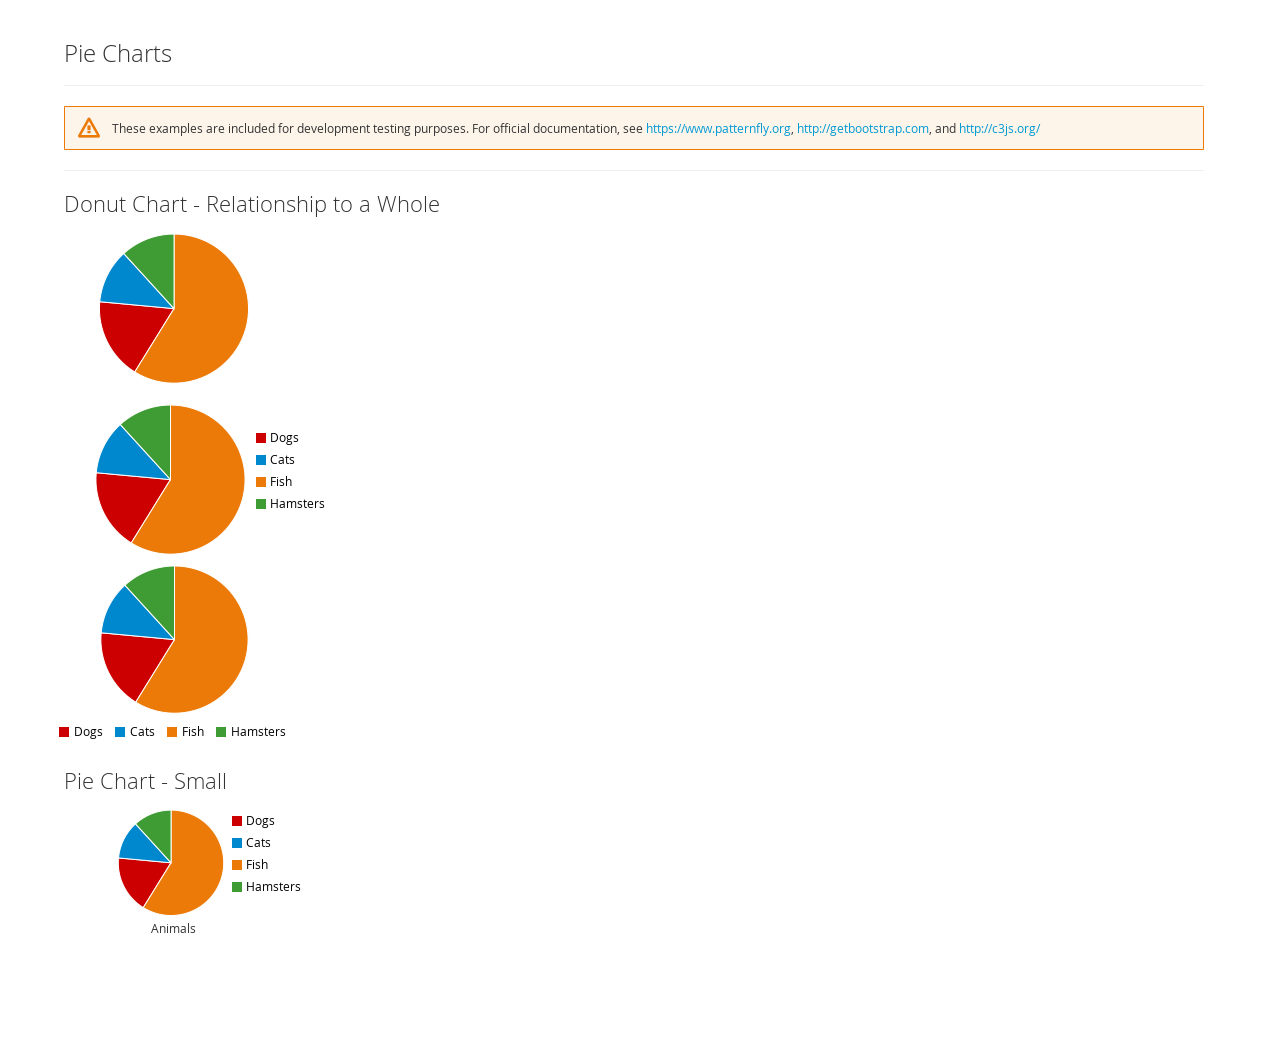 Pie Charts
These examples are included for development testing purposes. For official documentation, see https://www.patternfly.org, http://getbootstrap.com, and http://c3js.org/
Donut Chart - Relationship to a Whole
Dogs
Cats
Fish
Hamsters
Dogs Cats Fish Hamsters
Pie Chart - Small
Dogs
Cats
Fish
Hamsters
Animals